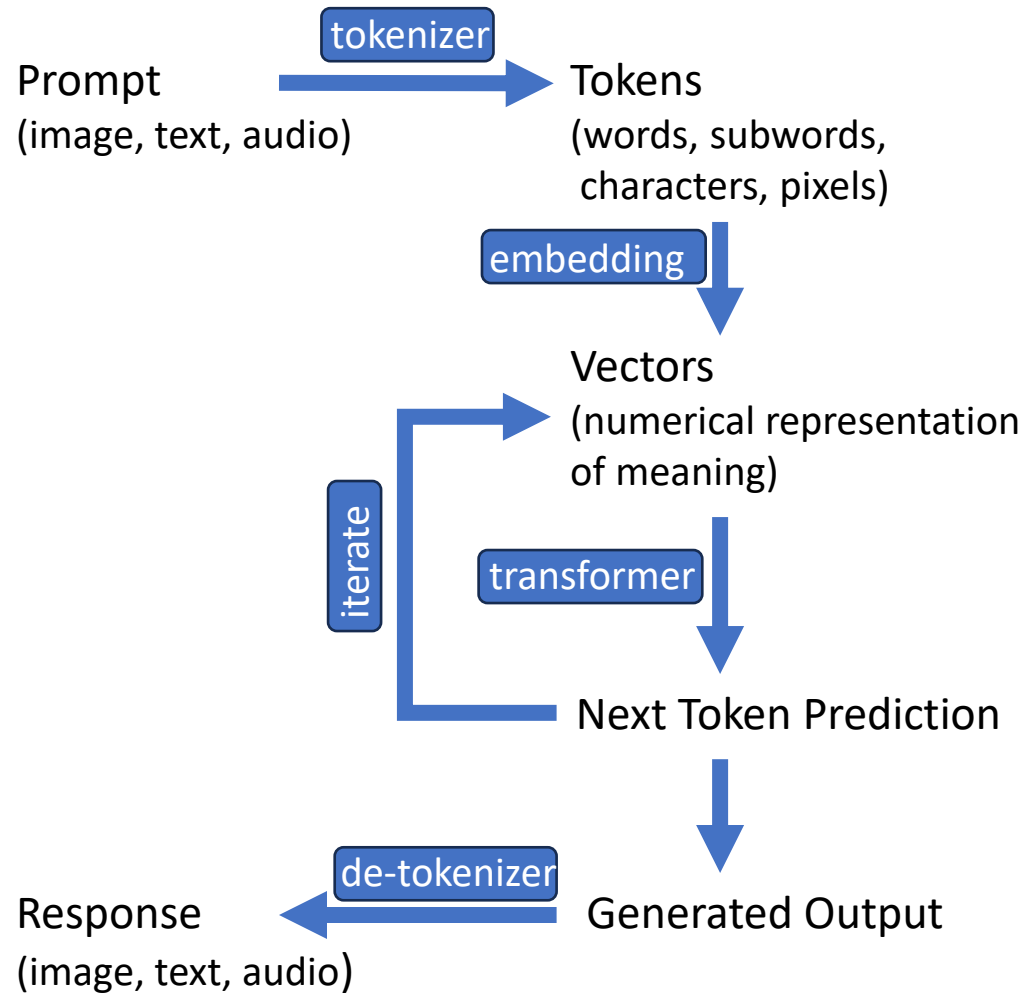 tokenizer
Prompt
(image, text, audio)
Tokens
(words, subwords,
characters, pixels)
embedding
Vectors
(numerical representation
of meaning)
iterate
transformer
Next Token Prediction
de-tokenizer
Generated Output
Response
(image, text, audio)